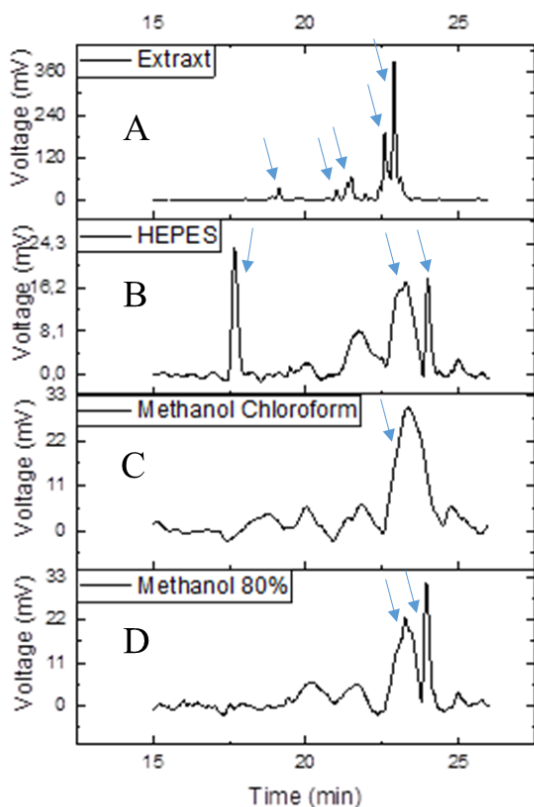 15 20 25
Extraxt
Voltage (mV)
360
240
120
0
A
HEPES
Voltage (mV)
24,3
16,2
8,1
0,0
B
Methanol Chloroform
Voltage (mV)
33
22
11
0
C
Methanol 80%
Voltage (mV)
33
22
11
0
D
15 20 25
Time (min)